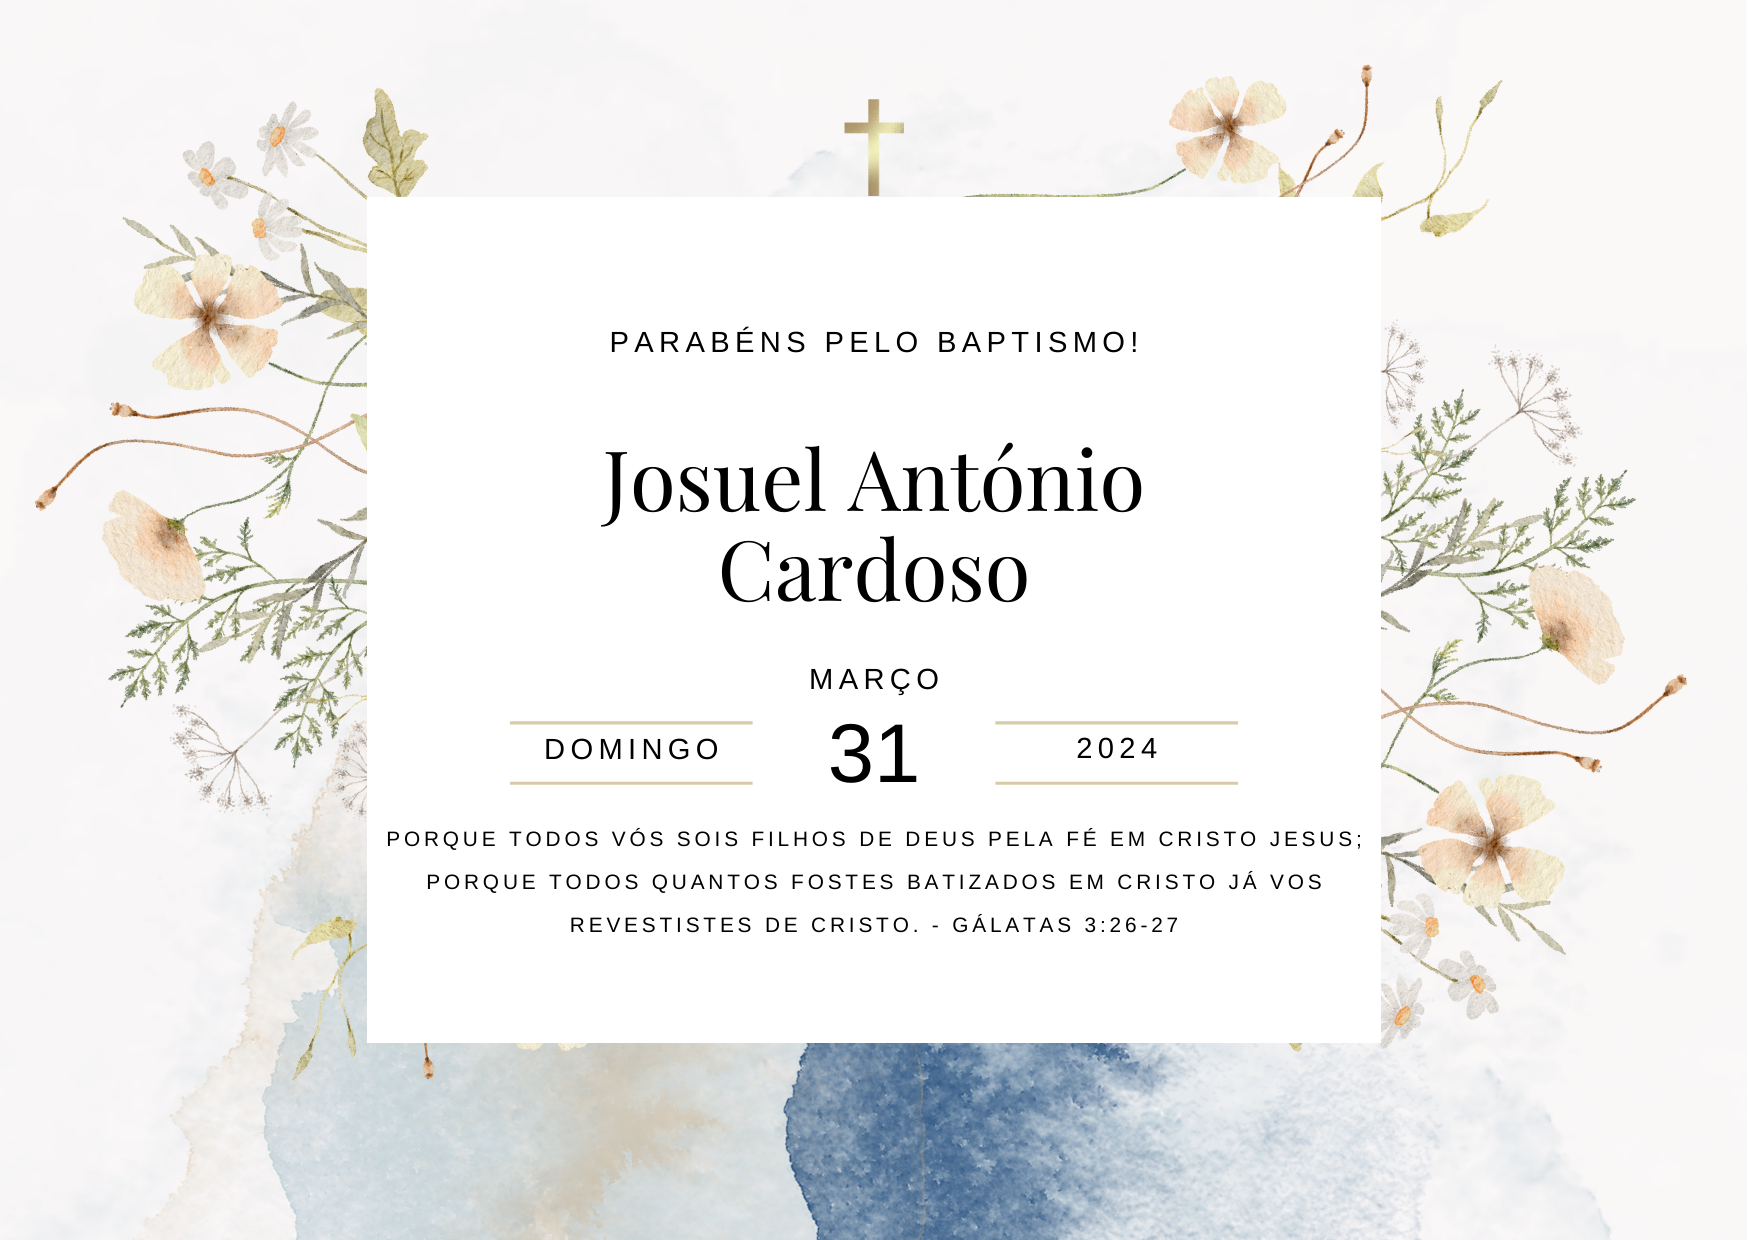 PARABÉNS PELO BAPTISMO!
Josuel António
Cardoso
MARÇO
DOMINGO
31
2024
PORQUE TODOS VÓS SOIS FILHOS DE DEUS PELA FÉ EM CRISTO JESUS;
PORQUE TODOS QUANTOS FOSTES BATIZADOS EM CRISTO JÁ VOS
REVESTISTES DE CRISTO. - GÁLATAS 3:26-27